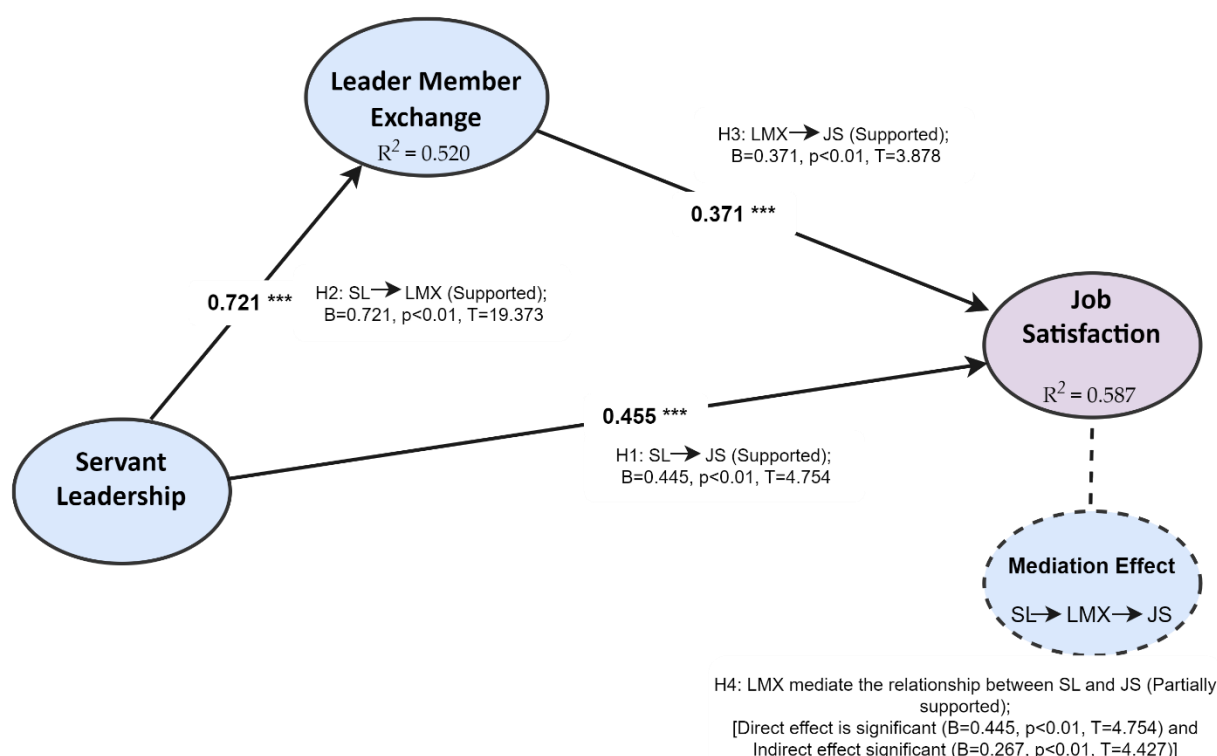 Leader Member
Exchange
R² = 0.520
H3: LMX→ JS (Supported);
B=0.371, p<0.01, T=3.878
0.371 ***
0.721 ***
H2: SL→ LMX (Supported);
B=0.721, p<0.01, T=19.373
Job
Satisfaction
R² = 0.587
0.455 ***
H1: SL→ JS (Supported);
B=0.445, p<0.01, T=4.754
Servant
Leadership
Mediation Effect
SL→ LMX→ JS
H4: LMX mediate the relationship between SL and JS (Partially
supported);
[Direct effect is significant (B=0.445, p<0.01, T=4.754) and
Indirect effect significant (B=0.267, p<0.01, T=4.427)]